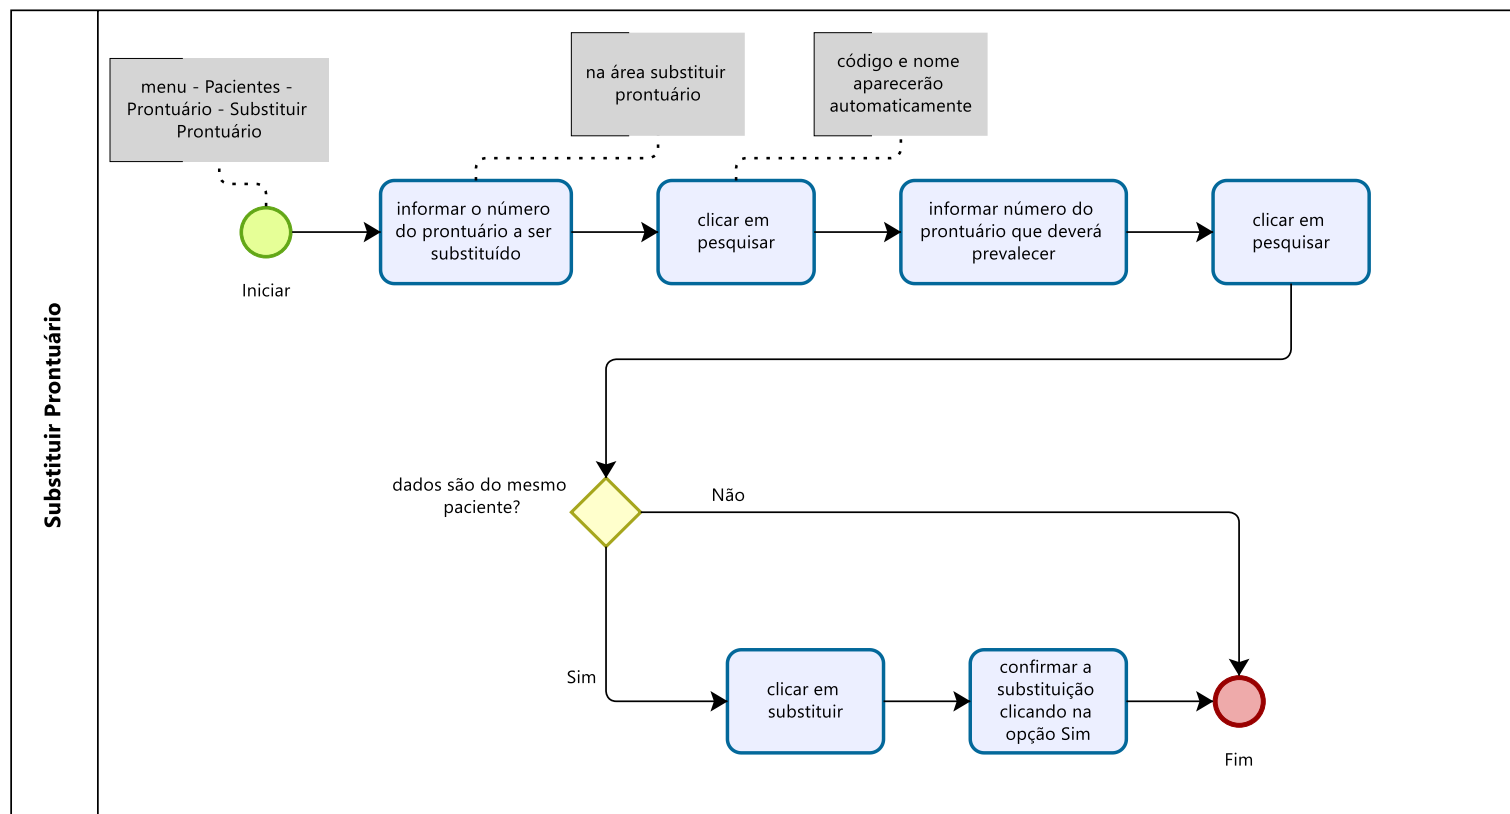 Substituir Prontuário
menu - Pacientes -
Prontuário - Substituir
Prontuário
na área substituir
prontuário
código e nome
aparecerão
automaticamente
Iniciar
informar o número
do prontuário a ser
substituído
clicar em
pesquisar
informar número do
prontuário que deverá
prevalecer
clicar em
pesquisar
dados são do mesmo
paciente?
Não
Sim
clicar em
substituir
confirmar a
substituição
clicando na
opção Sim
Fim